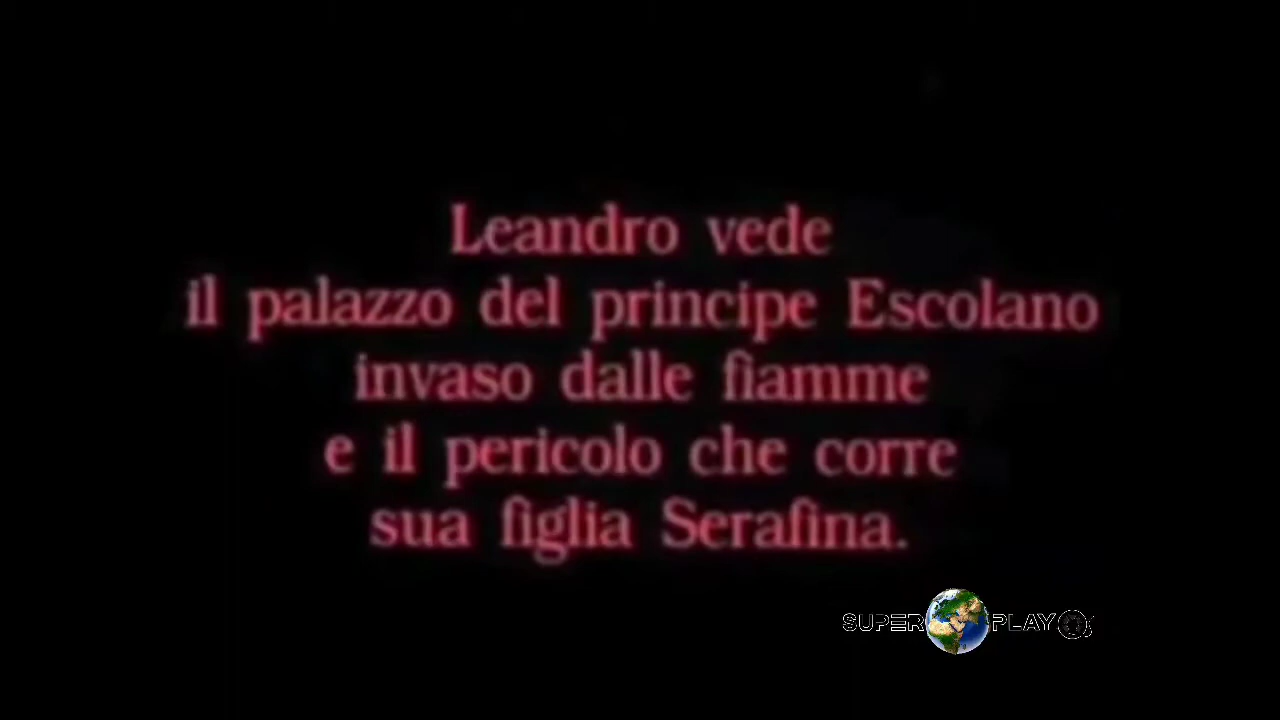 Leandro vede
il palazzo del principe Escolano
invaso dalle fiamme
e il pericolo che corre
sua figlia Serafina.
SUPER PLAY